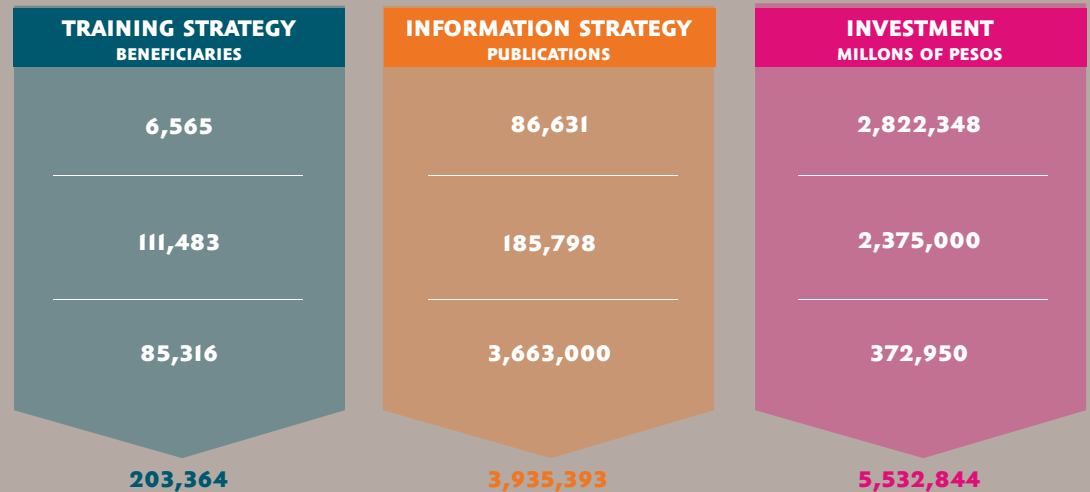 TRAINING STRATEGY
BENEFICIARIES
6,565
111,483
85,316
203,364
INFORMATION STRATEGY
PUBLICATIONS
86,631
185,798
3,663,000
3,935,393
INVESTMENT
MILLONS OF PESOS
2,822,348
2,375,000
372,950
5,532,844